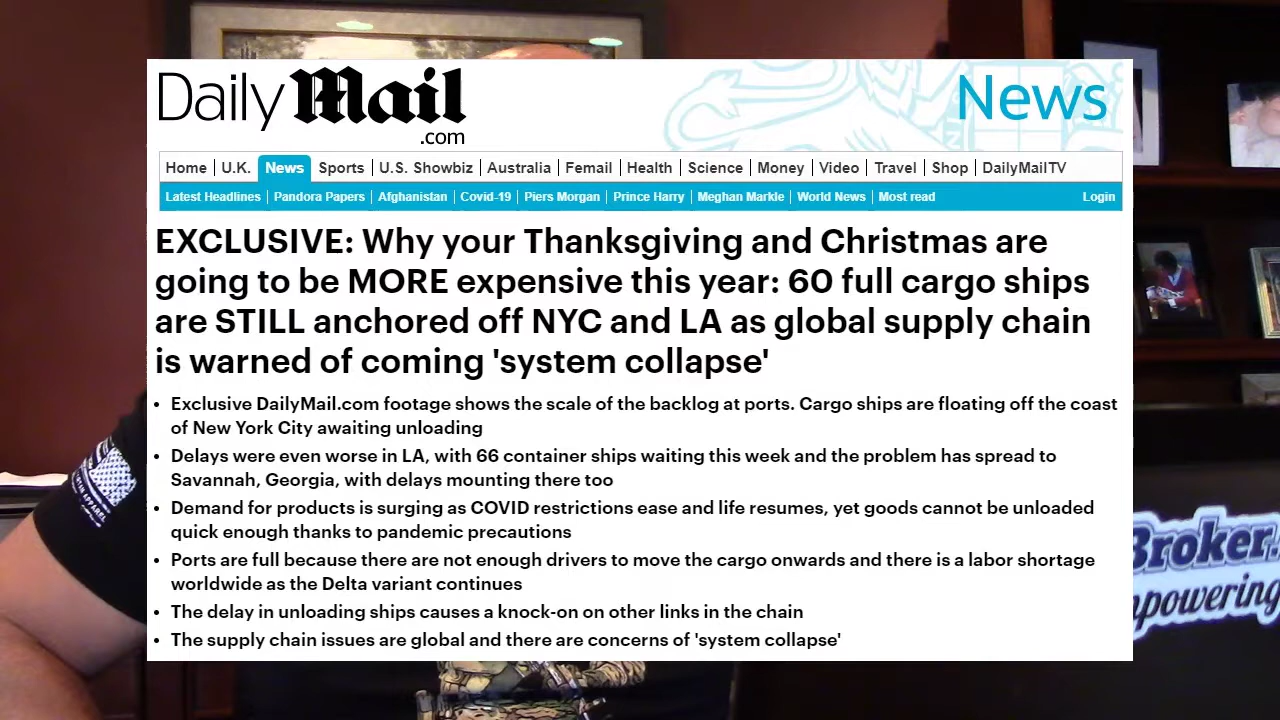 Daily Mail
.com
News
Home U.K. News Sports U.S. Showbiz Australia Femail Health Science Money Video Travel Shop DailyMailTV
Latest Headlines Pandora Papers Afghanistan Covid-19 Piers Morgan Prince Harry Meghan Markle World News Most read Login
EXCLUSIVE: Why your Thanksgiving and Christmas are
going to be MORE expensive this year: 60 full cargo ships
are STILL anchored off NYC and LA as global supply chain
is warned of coming 'system collapse'
• Exclusive DailyMail.com footage shows the scale of the backlog at ports. Cargo ships are floating off the coast
of New York City awaiting unloading
• Delays were even worse in LA, with 66 container ships waiting this week and the problem has spread to
Savannah, Georgia, with delays mounting there too
• Demand for products is surging as COVID restrictions ease and life resumes, yet goods cannot be unloaded
quick enough thanks to pandemic precautions
• Ports are full because there are not enough drivers to move the cargo onwards and there is a labor shortage
worldwide as the Delta variant continues
• The delay in unloading ships causes a knock-on on other links in the chain
• The supply chain issues are global and there are concerns of 'system collapse'
Broker.
powering
APPAREL